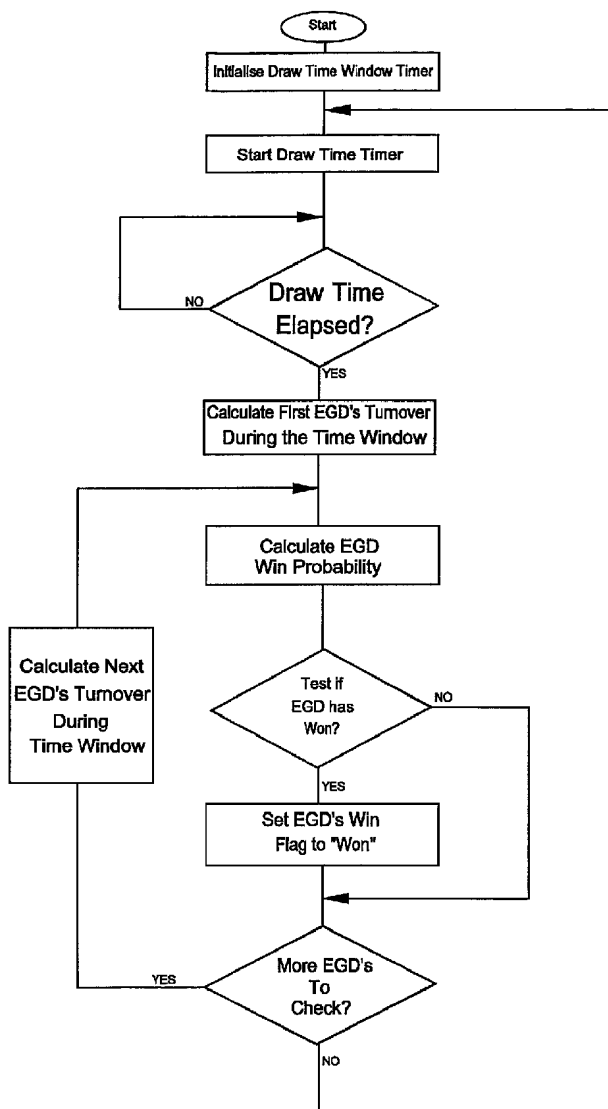 Start
Initialise Draw Time Window Timer
Start Draw Time Timer
Draw Time
Elapsed?
NO
YES
Calculate First EGD's Turnover
During the Time Window
Calculate EGD
Win Probability
Calculate Next
EGD's Turnover
During
Time Window
Test if
EGD has
Won?
NO
YES
Set EGD's Win
Flag to "Won"
More EGD's
To
Check?
YES
NO